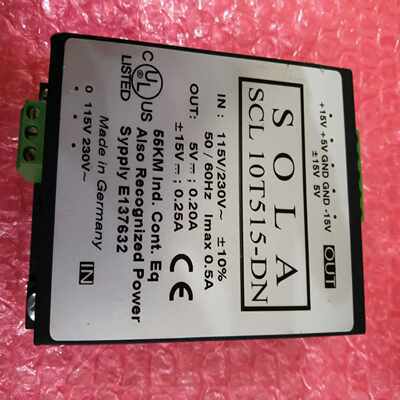 SOLA
SCL 10T515-DN
IN : 115V/230V~ ±10%
50 / 60Hz Imax 0.5A
OUT: 5V ⎓; 0.20A
±15V ⎓; 0.25A
C UL US
LISTED
55KM Ind. Cont. Eq
Also Recognized Power
Sypply E137632
CE
Made in Germany
0 115V 230V~
IN
+15V +5V GND GND -15V
±15V 5V
OUT